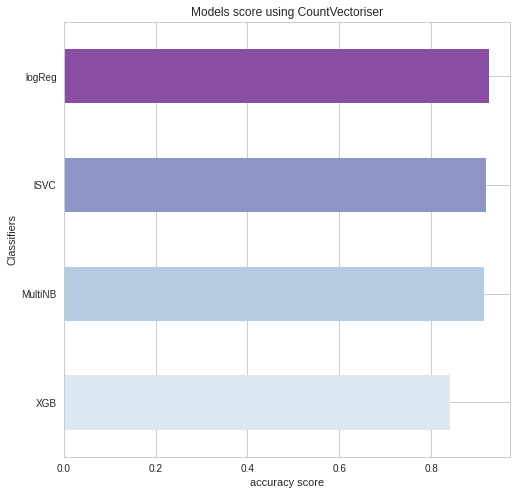 Models score using CountVectoriser
Classifiers
logReg
lSVC
MultiNB
XGB
0.0 0.2 0.4 0.6 0.8
accuracy score